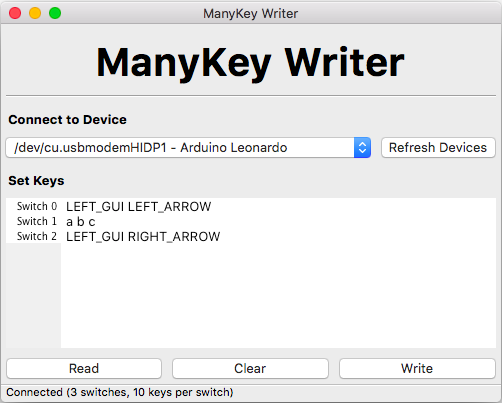 ManyKey Writer
ManyKey Writer
Connect to Device
/dev/cu.usbmodemHIDP1 - Arduino Leonardo Refresh Devices
Set Keys
Switch 0 LEFT_GUI LEFT_ARROW
Switch 1 a b c
Switch 2 LEFT_GUI RIGHT_ARROW
Read Clear Write
Connected (3 switches, 10 keys per switch)